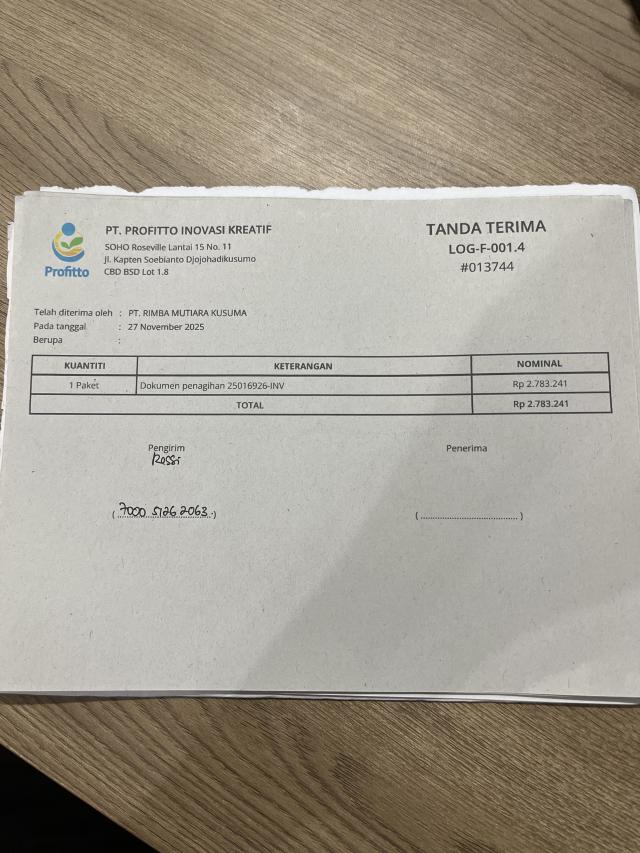 PT. PROFITTO INOVASI KREATIF
SOHO Roseville Lantai 15 No. 11
Jl. Kapten Soebianto Djojohadikusumo
CBD BSD Lot 1.8
Profitto
TANDA TERIMA
LOG-F-001.4
#013744
Telah diterima oleh : PT. RIMBA MUTIARA KUSUMA
Pada tanggal : 27 November 2025
Berupa :
KUANTITI KETERANGAN NOMINAL
1 Paket Dokumen penagihan 25016926-INV Rp 2.783.241
TOTAL Rp 2.783.241
Pengirim Penerima
Rossi
(7000 5126 2063) (....................................)